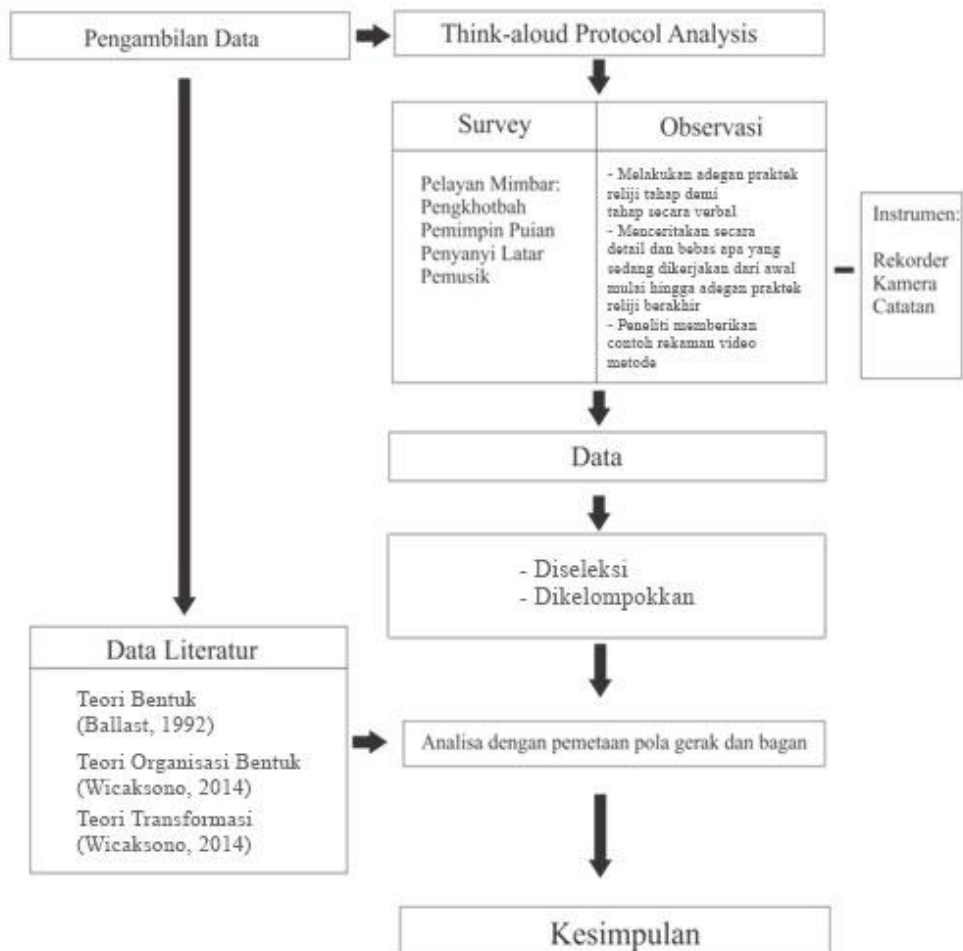 Pengambilan Data
Think-aloud Protocol Analysis
Survey
Observasi
Pelayan Mimbar:
Pengkhotbah
Pemimpin Puian
Penyanyi Latar
Pemusik
- Melakukan adegan praktek
reliji tahap demi
tahap secara verbal
- Menceritakan secara
detail dan bebas apa yang
sedang dikerjakan dari awal
mulai hingga adegan praktek
reliji berakhir
- Peneliti memberikan
contoh rekaman video
metode
Instrumen:
Rekorder
Kamera
Catatan
Data
- Diseleksi
- Dikelompokkan
Data Literatur
Teori Bentuk
(Ballast, 1992)
Teori Organisasi Bentuk
(Wicaksono, 2014)
Teori Transformasi
(Wicaksono, 2014)
Analisa dengan pemetaan pola gerak dan bagan
Kesimpulan